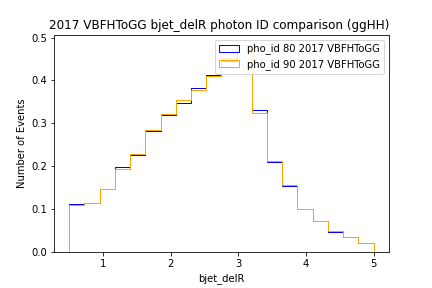 2017 VBFHToGG bjet_delR photon ID comparison (ggHH)
pho_id 80 2017 VBFHToGG
pho_id 90 2017 VBFHToGG
Number of Events
0.5
0.4
0.3
0.2
0.1
0.0
1 2 3 4 5
bjet_delR